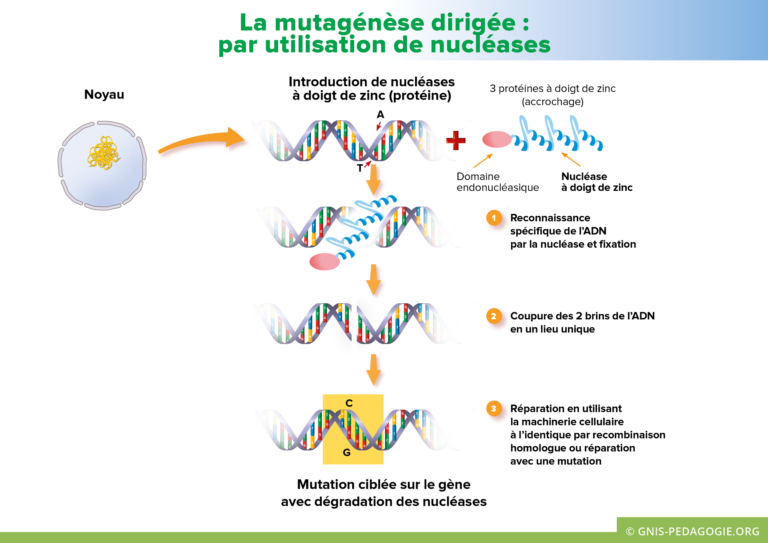 La mutagénèse dirigée :
par utilisation de nucléases
Noyau
Introduction de nucléases
à doigt de zinc (protéine)
3 protéines à doigt de zinc
(accrochage)
A
T
Domaine
endonucléasique
Nucléase
à doigt de zinc
1
Reconnaissance
spécifique de l’ADN
par la nucléase et fixation
2
Coupure des 2 brins de l’ADN
en un lieu unique
C
G
3
Réparation en utilisant
la machinerie cellulaire
à l’identique par recombinaison
homologue ou réparation
avec une mutation
Mutation ciblée sur le gène
avec dégradation des nucléases
© GNIS-PEDAGOGIE.ORG